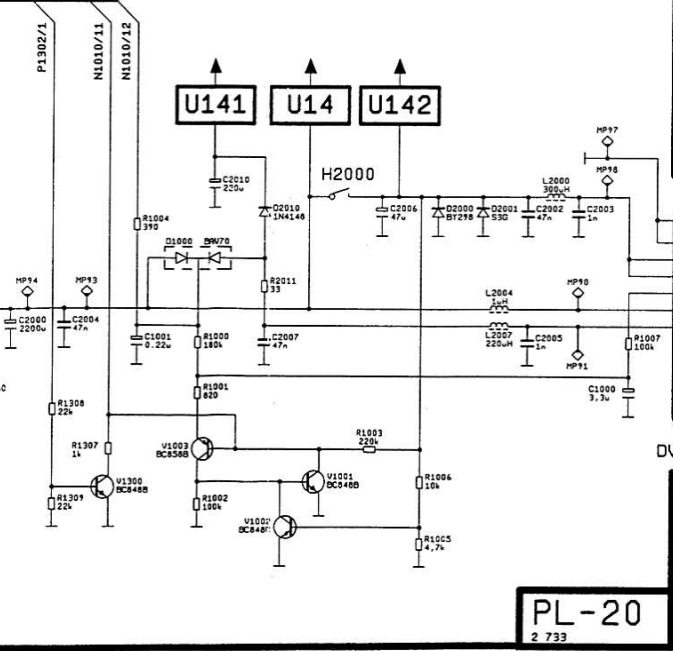 P1302/1
N1010/11
N1010/12
U141
U14
U142
H2000
C2010
220u
D2010
1N4148
R1004
390
D1000 BAV70
C2006
47u
D2000
BY298
D2001
S3G
C2002
47n
L2000
300uH
C2003
1n
MP97
MP98
MP94
MP93
C2000
2200u
C2004
47n
C1001
0.22u
R1000
180k
R2011
33
C2007
47n
L2004
1uH
L2007
220uH
C2005
1n
MP90
MP91
R1007
100k
C1000
3.3u
R1001
820
R1308
22k
R1307
1k
V1300
BC848B
R1309
22k
V1003
BC858B
R1003
220k
R1002
100k
V1001
BC848B
R1006
10k
R1005
4,7k
PL-20
2 733